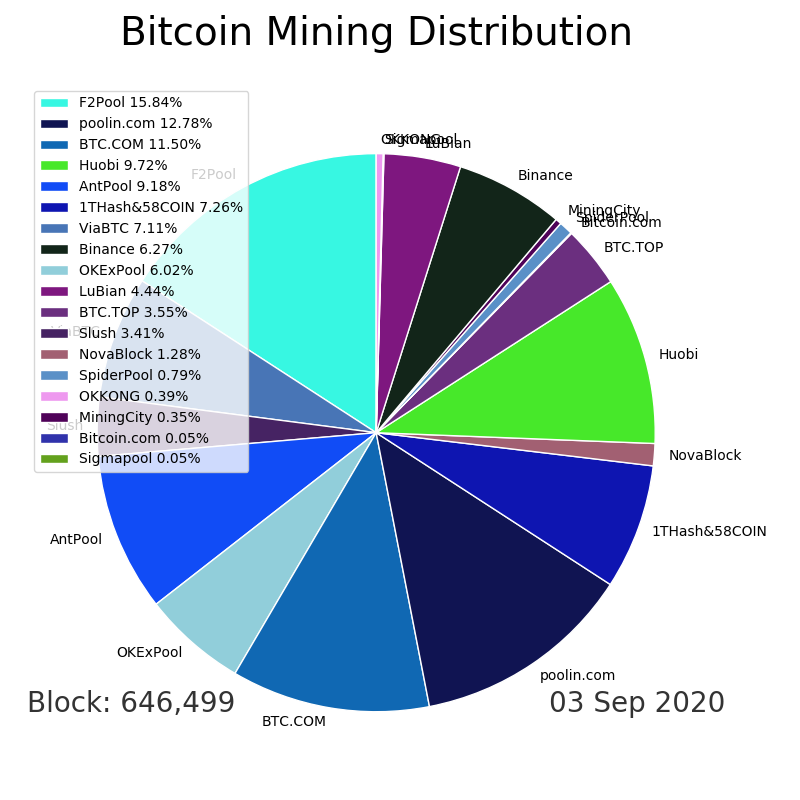 Bitcoin Mining Distribution
F2Pool 15.84%
poolin.com 12.78%
BTC.COM 11.50%
Huobi 9.72%
AntPool 9.18%
1THash&58COIN 7.26%
ViaBTC 7.11%
Binance 6.27%
OKExPool 6.02%
LuBian 4.44%
BTC.TOP 3.55%
Slush 3.41%
NovaBlock 1.28%
SpiderPool 0.79%
OKKONG 0.39%
MiningCity 0.35%
Bitcoin.com 0.05%
Sigmapool 0.05%
OKKONG
Sigmapool
LuBian
Binance
MiningCity
SpiderPool
Bitcoin.com
BTC.TOP
Huobi
NovaBlock
1THash&58COIN
poolin.com
BTC.COM
OKExPool
AntPool
Slush
ViaBTC
F2Pool
Block: 646,499
03 Sep 2020